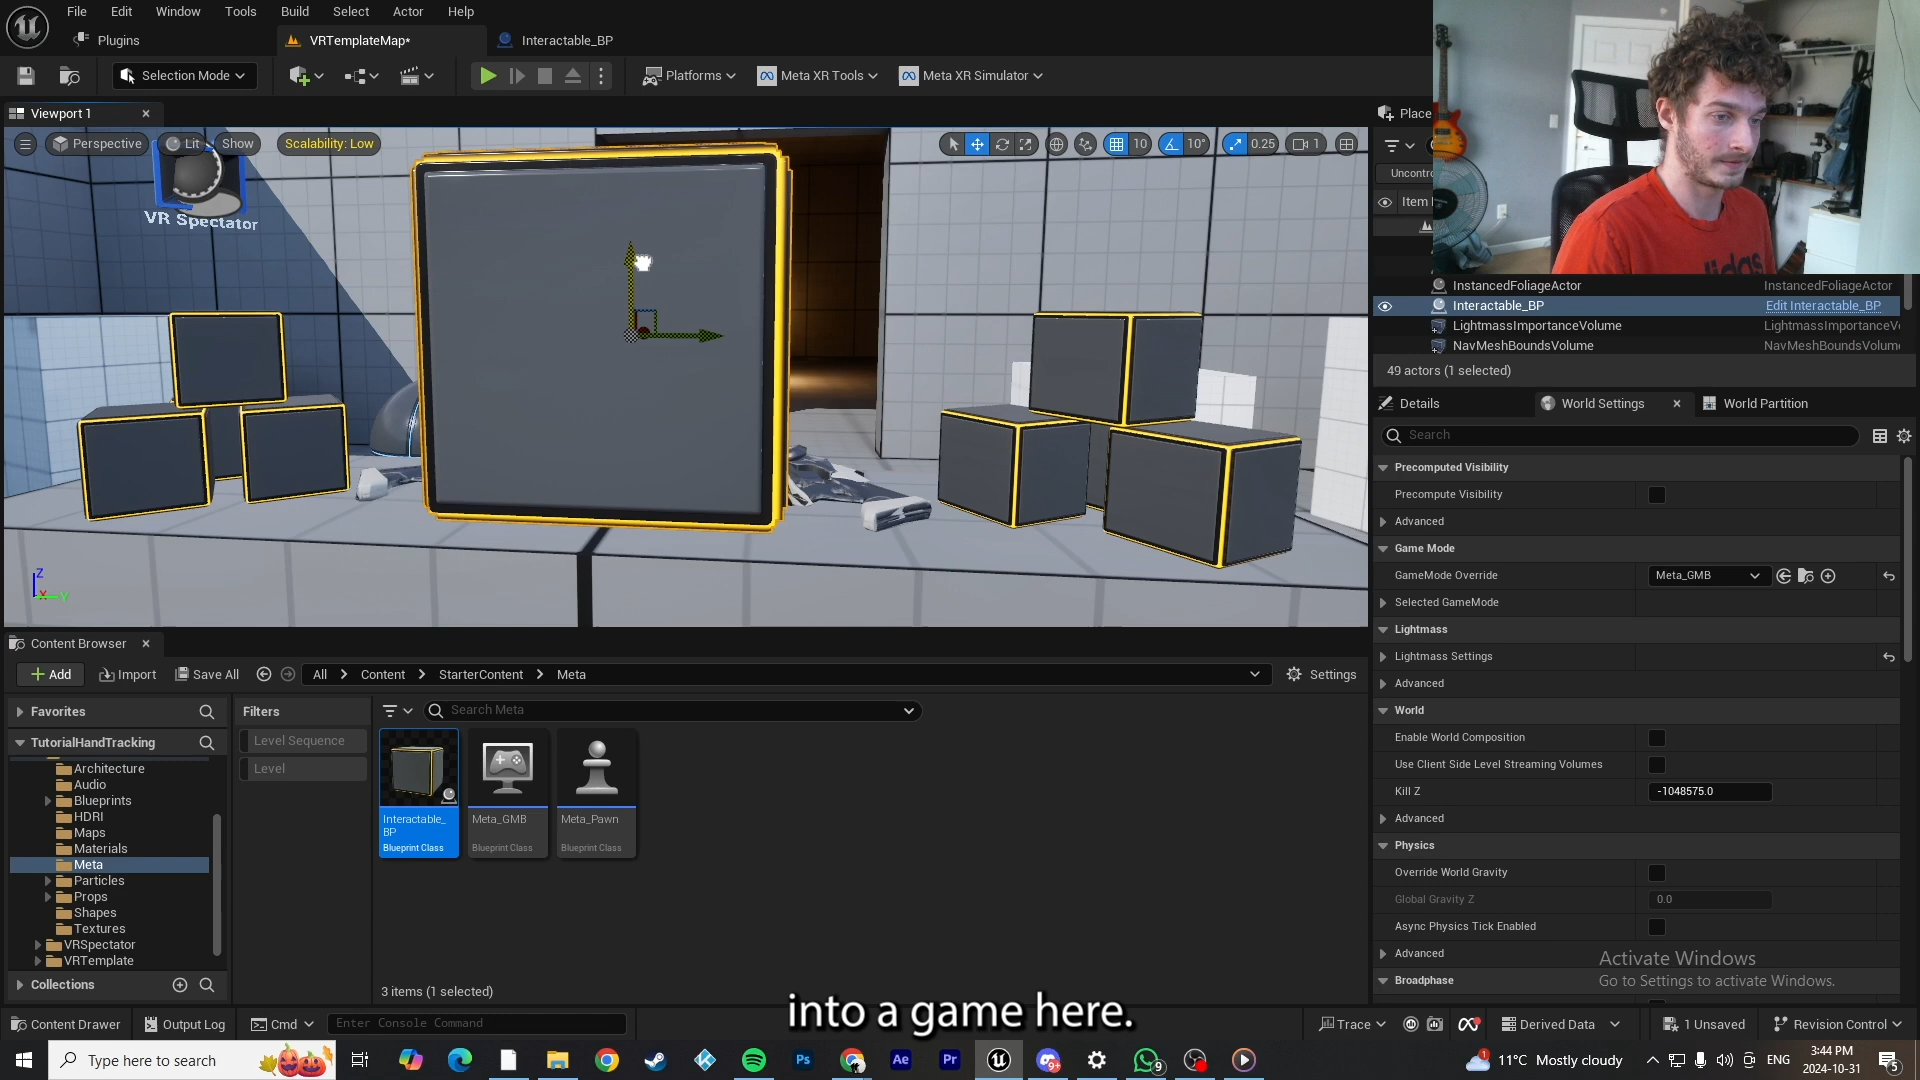 File Edit Window Tools Build Select Actor Help
Plugins VRTemplateMap* Interactable_BP
Selection Mode Platforms Meta XR Tools Meta XR Simulator
Viewport 1
Place
Perspective Lit Show Scalability: Low 10 10° 0.25 1
VR Spectator
Item
InstancedFoliageActor InstancedFoliageActor
Interactable_BP Edit Interactable_BP
LightmassImportanceVolume
NavMeshBoundsVolume
49 actors (1 selected)
Details World Settings World Partition
Search
Precomputed Visibility
Precompute Visibility
Advanced
Game Mode
GameMode Override Meta_GMB
Selected GameMode
Lightmass
Lightmass Settings
Advanced
World
Enable World Composition
Use Client Side Level Streaming Volumes
Kill Z -1048575.0
Advanced
Physics
Override World Gravity
Global Gravity Z 0.0
Async Physics Tick Enabled
Advanced
Broadphase
Activate Windows
Go to Settings to activate Windows.
Z
X Y
Content Browser
Add Import Save All All Content StarterContent Meta Settings
Favorites
TutorialHandTracking
Architecture
Audio
Blueprints
HDRI
Maps
Materials
Meta
Particles
Props
Shapes
Textures
VRSpectator
VRTemplate
Collections
Filters
Level Sequence
Level
Search Meta
Interactable_
BP
Blueprint Class
Meta_GMB
Blueprint Class
Meta_Pawn
Blueprint Class
3 items (1 selected)
into a game here.
Content Drawer Output Log Cmd Enter Console Command Trace Derived Data 1 Unsaved Revision Control
Type here to search
Ps Ae Pr 9+ 9
11°C Mostly cloudy ENG
3:44 PM
2024-10-31
5
adidas